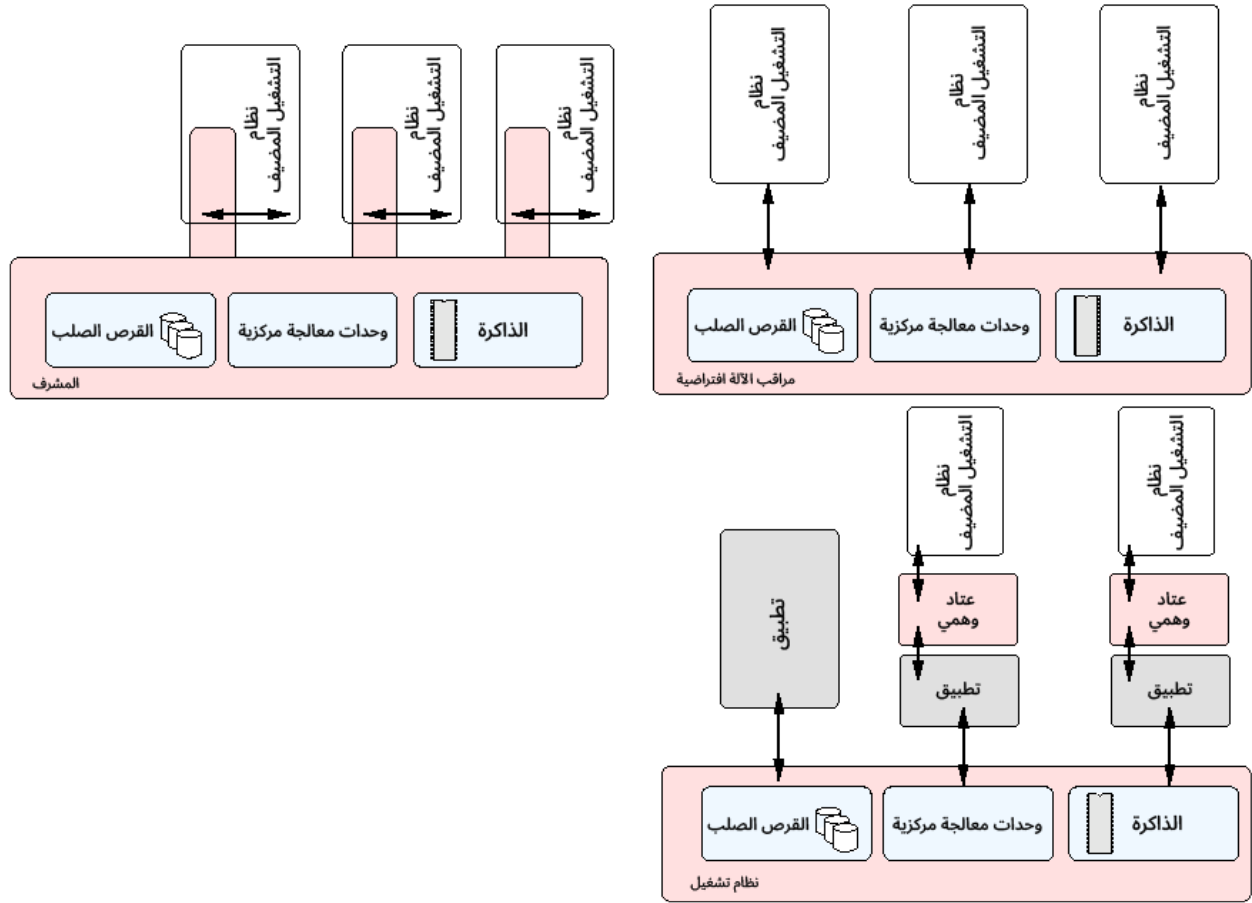 نظام
التشغيل المضيف
نظام
التشغيل المضيف
نظام
التشغيل المضيف
الذاكرة
وحدات معالجة مركزية
القرص الصلب
مراقب الآلة افتراضية
نظام
التشغيل المضيف
نظام
التشغيل المضيف
نظام
التشغيل المضيف
الذاكرة
وحدات معالجة مركزية
القرص الصلب
المشرف
نظام
التشغيل المضيف
نظام
التشغيل المضيف
عتاد
وهمي
عتاد
وهمي
تطبيق
تطبيق
تطبيق
الذاكرة
وحدات معالجة مركزية
القرص الصلب
نظام تشغيل